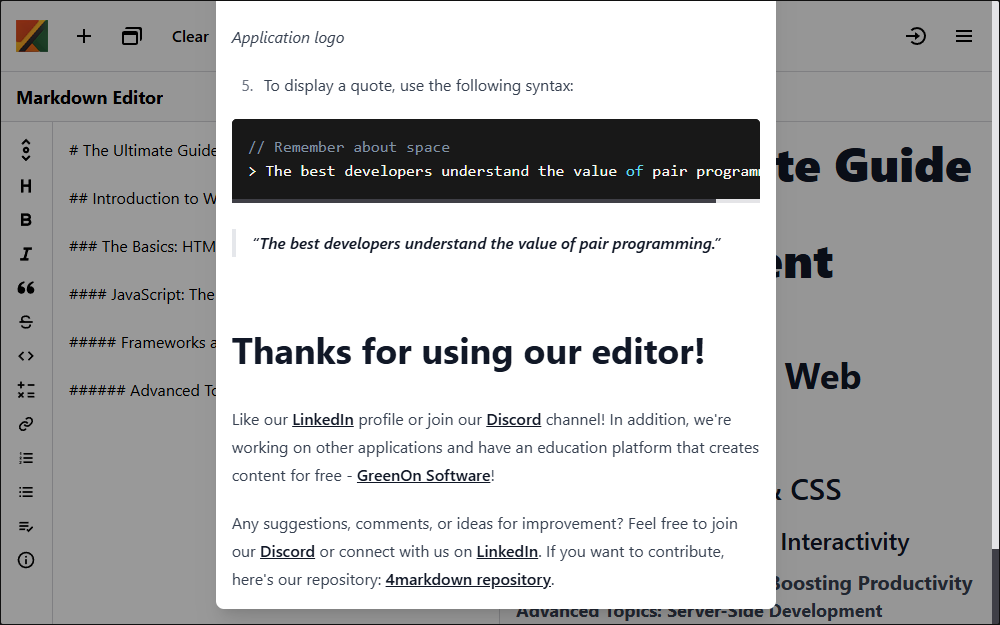 Clear
Application logo
5. To display a quote, use the following syntax:
Markdown Editor
// Remember about space
> The best developers understand the value of pair
# The Ultimate
## Introduction to
### The Basics:
#### JavaScript: The
##### Frameworks
###### Advanced
Guide
Web
& CSS
Interactivity
Boosting Productivity
Advanced Topics: Server-Side Development
“The best developers understand the value of pair programming.”
Thanks for using our editor!
Like our LinkedIn profile or join our Discord channel! In addition, we're
working on other applications and have an education platform that creates
content for free - GreenOn Software!
Any suggestions, comments, or ideas for improvement? Feel free to join
our Discord or connect with us on LinkedIn. If you want to contribute,
here's our repository: 4markdown repository.